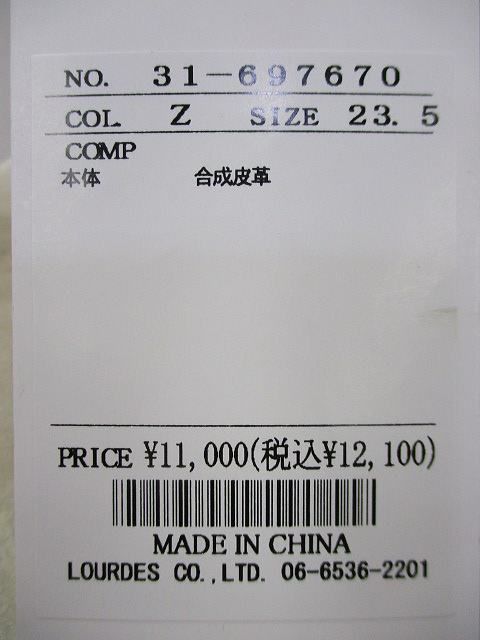 NO. 31-697670
COL. Z SIZE 23.5
COMP
本体 合成皮革
PRICE ¥11,000(税込¥12,100)
MADE IN CHINA
LOURDES CO.,LTD. 06-6536-2201